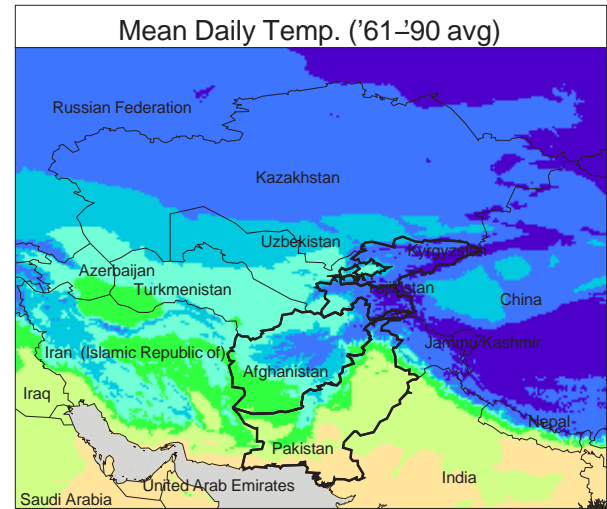 Mean Daily Temp. (’61–’90 avg)
Russian Federation
Kazakhstan
Uzbekistan
Kyrgyzstan
Azerbaijan
Turkmenistan
Tajikistan
China
Iran (Islamic Republic of)
Jammu Kashmir
Afghanistan
Iraq
Nepal
Pakistan
India
United Arab Emirates
Saudi Arabia